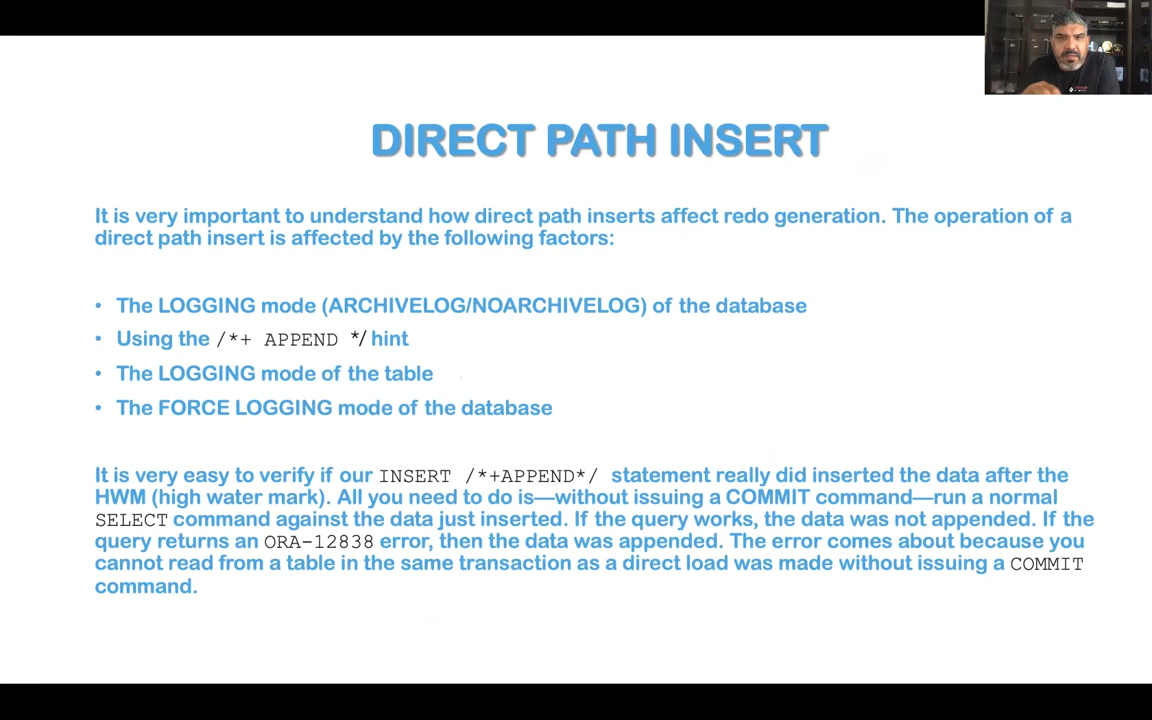 DIRECT PATH INSERT
It is very important to understand how direct path inserts affect redo generation. The operation of a
direct path insert is affected by the following factors:
• The LOGGING mode (ARCHIVELOG/NOARCHIVELOG) of the database
• Using the /*+ APPEND */ hint
• The LOGGING mode of the table
• The FORCE LOGGING mode of the database
It is very easy to verify if our INSERT /*+APPEND*/ statement really did inserted the data after the
HWM (high water mark). All you need to do is—without issuing a COMMIT command—run a normal
SELECT command against the data just inserted. If the query works, the data was not appended. If the
query returns an ORA-12838 error, then the data was appended. The error comes about because you
cannot read from a table in the same transaction as a direct load was made without issuing a COMMIT
command.